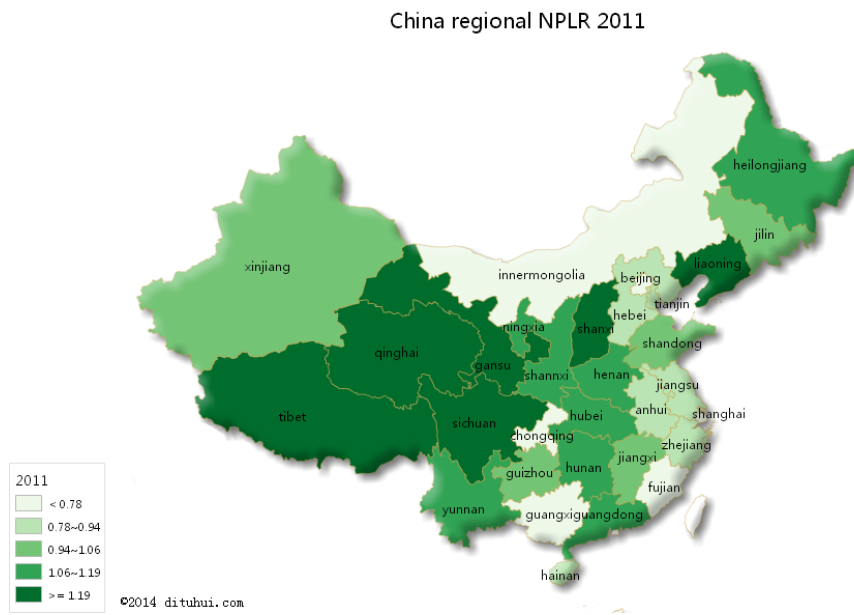 China regional NPLR 2011
heilongjiang
jilin
liaoning
xinjiang
innermongolia
beijing
tianjin
hebei
ningxia
shanxi
shandong
qinghai
gansu
shannxi
henan
jiangsu
tibet
sichuan
hubei
anhui
shanghai
chongqing
zhejiang
guizhou
hunan
jiangxi
fujian
yunnan
guangxi
guangdong
hainan
2011
< 0.78
0.78~0.94
0.94~1.06
1.06~1.19
>= 1.19
©2014 dituhui.com